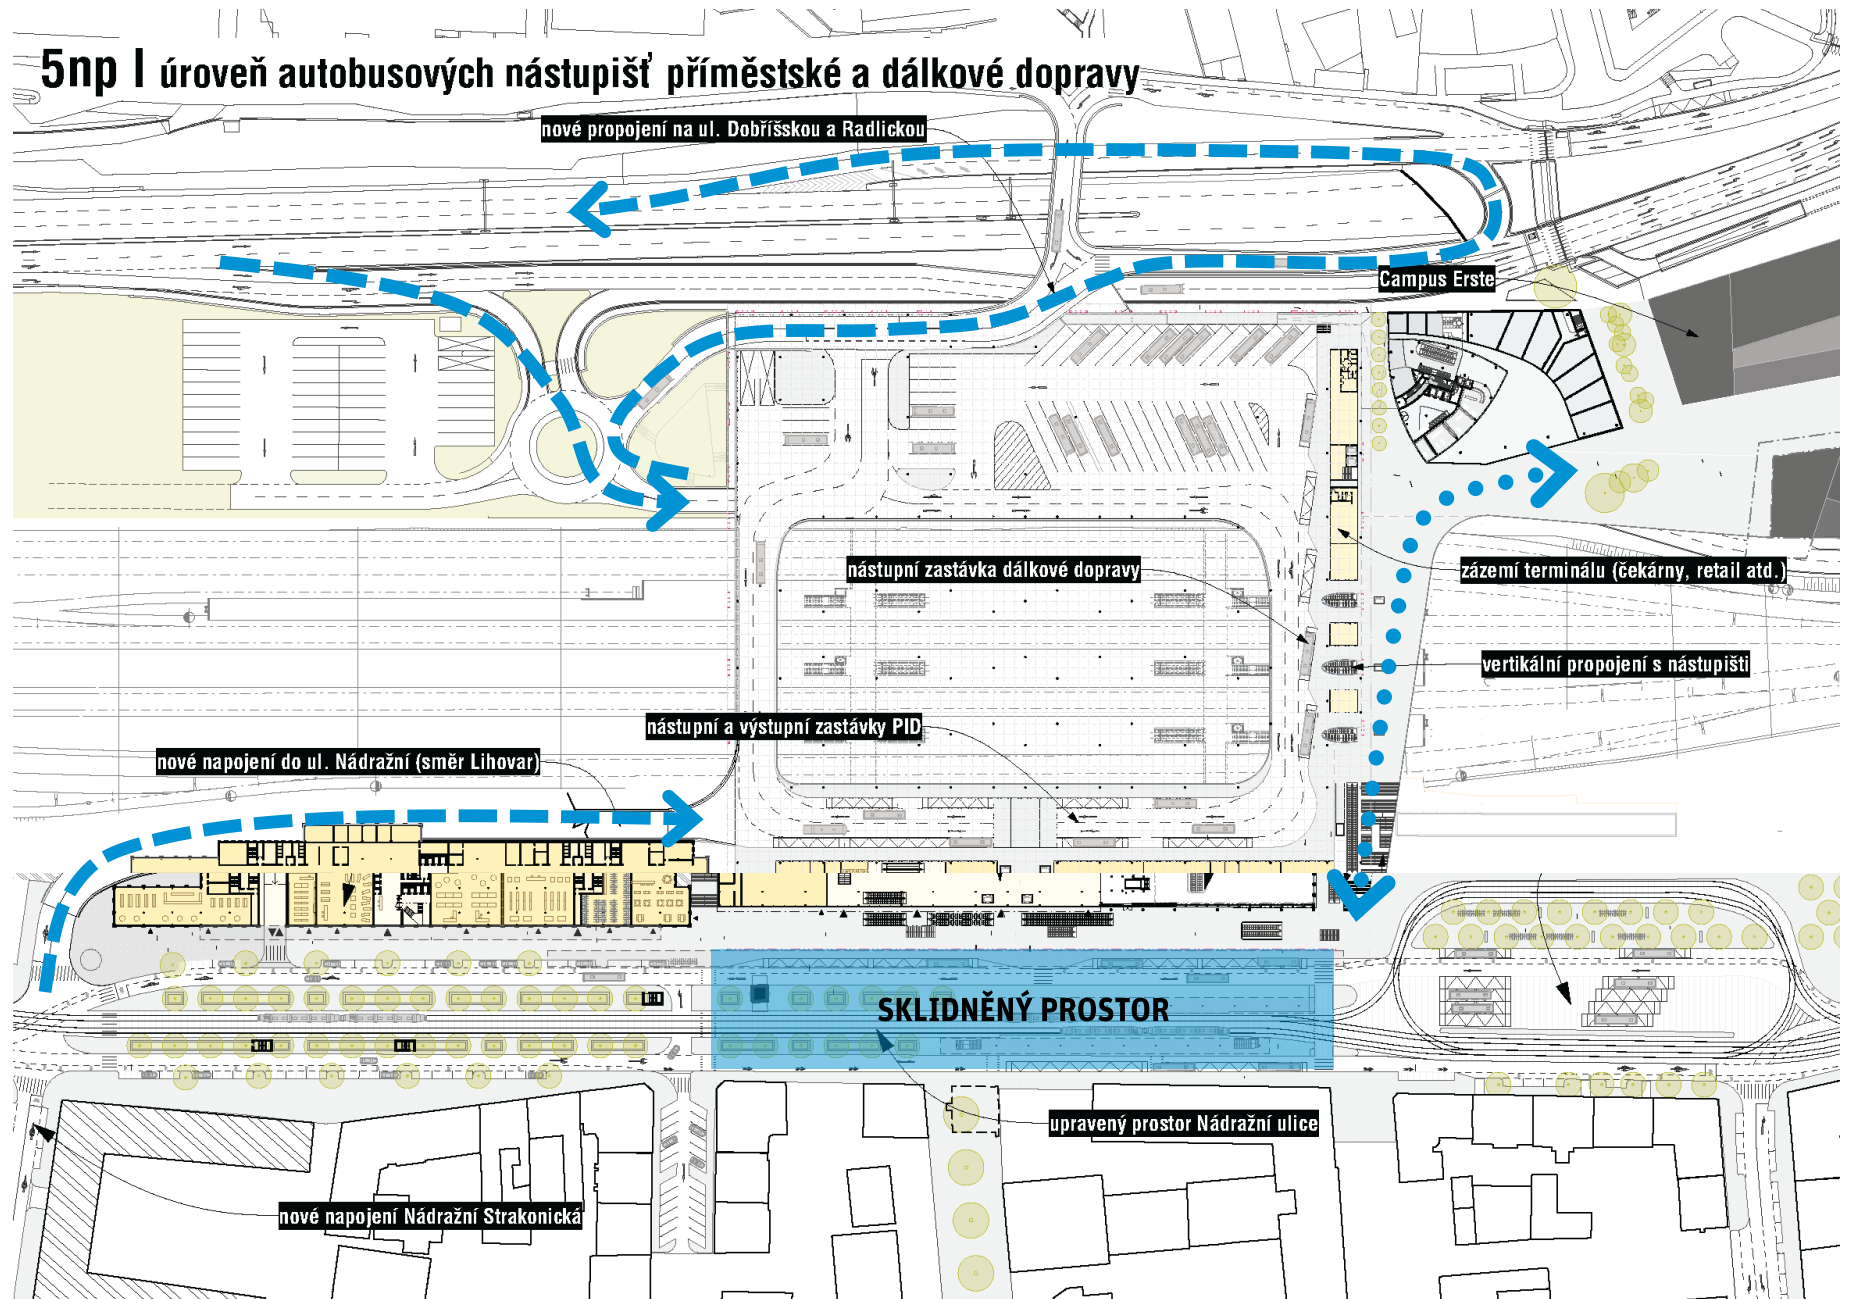 5np I úroveň autobusových nástupišť příměstské a dálkové dopravy
nové propojení na ul. Dobříšskou a Radlickou
Campus Erste
nástupní zastávka dálkové dopravy
zázemí terminálu (čekárny, retail atd.)
vertikální propojení s nástupišti
nástupní a výstupní zastávky PID
nové napojení do ul. Nádražní (směr Lihovar)
SKLIDNĚNÝ PROSTOR
upravený prostor Nádražní ulice
nové napojení Nádražní Strakonická